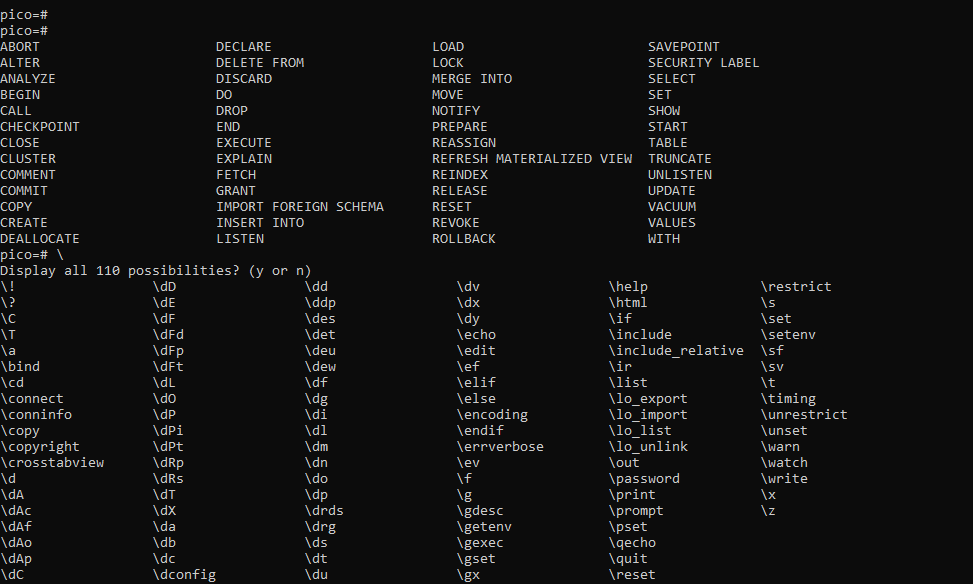 pico=#
pico=#
ABORT DECLARE LOAD SAVEPOINT
ALTER DELETE FROM LOCK SECURITY LABEL
ANALYZE DISCARD MERGE INTO SELECT
BEGIN DO MOVE SET
CALL DROP NOTIFY SHOW
CHECKPOINT END PREPARE START
CLOSE EXECUTE REASSIGN TABLE
CLUSTER EXPLAIN REFRESH MATERIALIZED VIEW TRUNCATE
COMMENT FETCH REINDEX UNLISTEN
COMMIT GRANT RELEASE UPDATE
COPY IMPORT FOREIGN SCHEMA RESET VACUUM
CREATE INSERT INTO REVOKE VALUES
DEALLOCATE LISTEN ROLLBACK WITH
pico=# \
Display all 110 possibilities? (y or n)
\! \dD \dd \dv \help \restrict
\? \dE \ddp \dx \html \s
\C \dF \des \dy \if \set
\T \dFd \det \echo \include \setenv
\a \dFp \deu \edit \include_relative \sf
\bind \dFt \dew \ef \ir \sv
\cd \dL \df \elif \list \t
\connect \dO \dg \else \lo_export \timing
\conninfo \dP \di \encoding \lo_import \unrestrict
\copy \dPi \dl \endif \lo_list \unset
\copyright \dPt \dm \errverbose \lo_unlink \warn
\crosstabview \dRp \dn \ev \out \watch
\d \dRs \do \f \password \write
\dA \dT \dp \g \print \x
\dAc \dX \drds \gdesc \prompt \z
\dAf \da \drg \getenv \pset
\dAo \db \ds \gexec \qecho
\dAp \dc \dt \gset \quit
\dC \dconfig \du \gx \reset